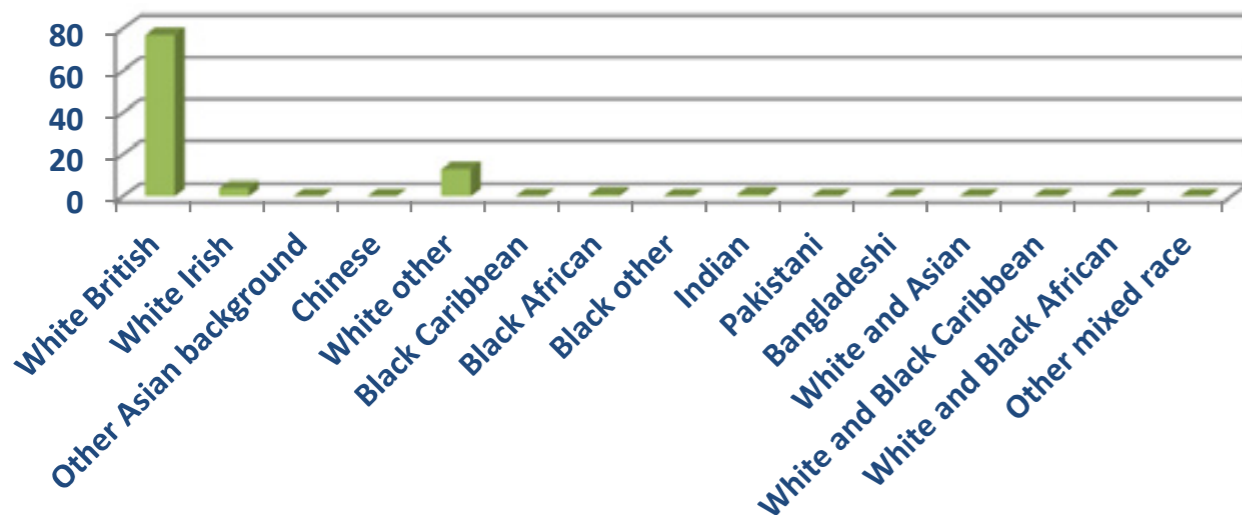 80
60
40
20
0
White British
White Irish
Other Asian background
Chinese
White other
Black Caribbean
Black African
Black other
Indian
Pakistani
Bangladeshi
White and Asian
White and Black Caribbean
White and Black African
Other mixed race